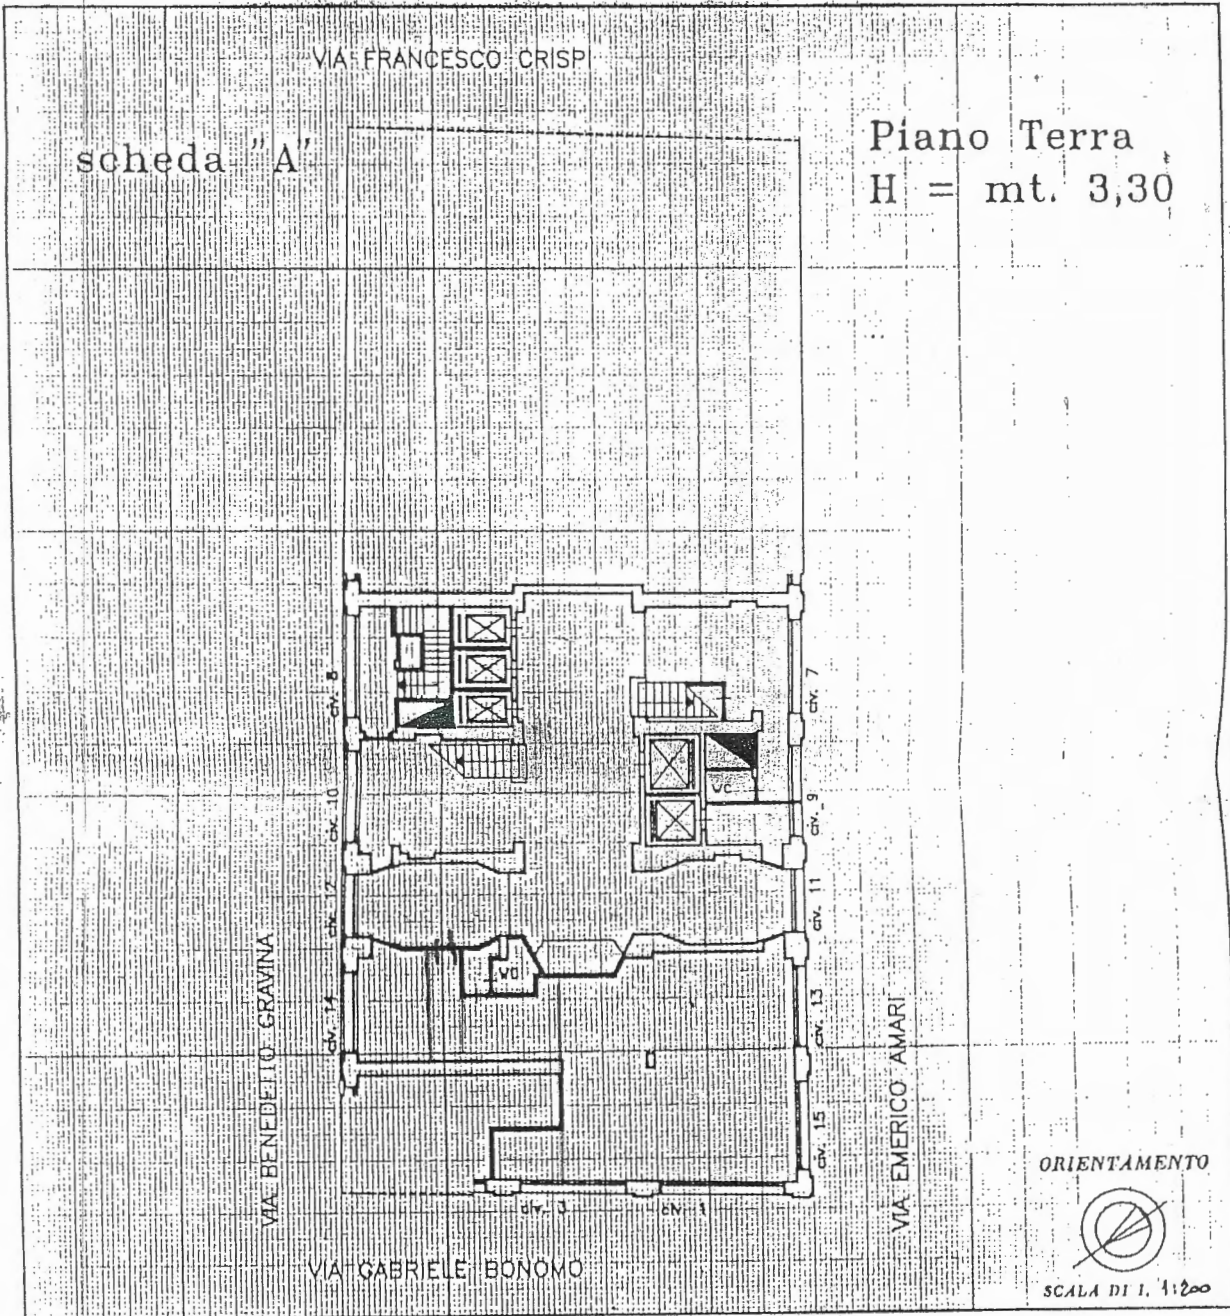 VIA FRANCESCO CRISPI
scheda "A"
Piano Terra
H = mt. 3,30
civ. 8
civ. 7
civ. 10
WC
civ. 9
civ. 12
civ. 11
WC
civ. 14
civ. 13
civ. 15
VIA BENEDETTO GRAVINA
VIA EMERICO AMARI
civ. 3
civ. 1
VIA GABRIELE BONOMO
ORIENTAMENTO
SCALA DI 1: 1:200